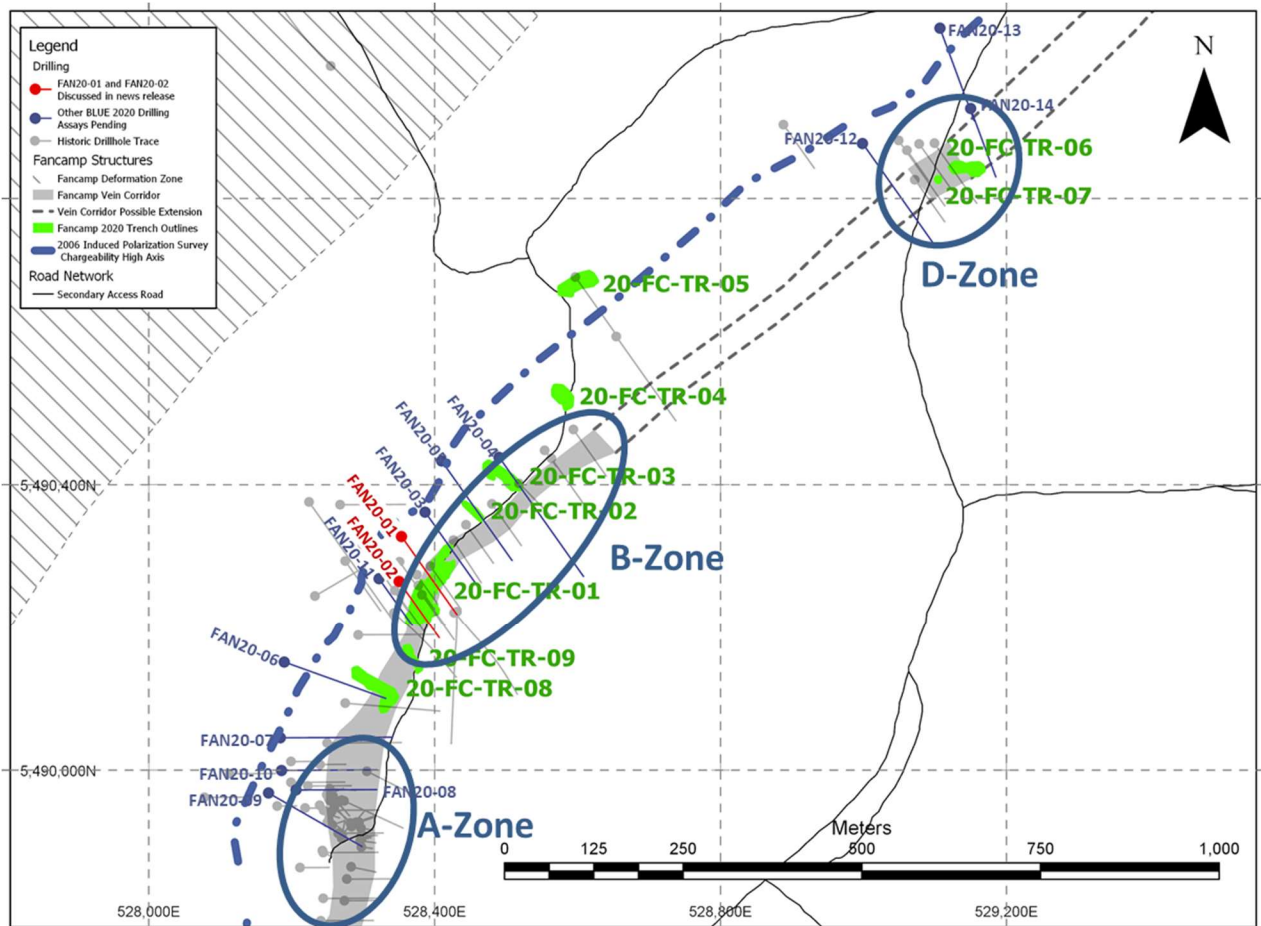 Legend
Drilling
FAN20-01 and FAN20-02
Discussed in news release
Other BLUE 2020 Drilling
Assays Pending
Historic Drillhole Trace
Fancamp Structures
Fancamp Deformation Zone
Fancamp Vein Corridor
Vein Corridor Possible Extension
Fancamp 2020 Trench Outlines
2006 Induced Polarization Survey
Chargeability High Axis
Road Network
Secondary Access Road
FAN20-13
N
FAN20-14
FAN20-12
20-FC-TR-06
20-FC-TR-07
D-Zone
20-FC-TR-05
20-FC-TR-04
FAN20-04
FAN20-03
20-FC-TR-03
5,490,400N
FAN20-01
20-FC-TR-02
FAN20-02
B-Zone
20-FC-TR-01
FAN20-06
20-FC-TR-09
20-FC-TR-08
FAN20-07
5,490,000N
FAN20-10
FAN20-08
FAN20-09
A-Zone
Meters
0 125 250 500 750 1,000
528,000E
528,400E
528,800E
529,200E